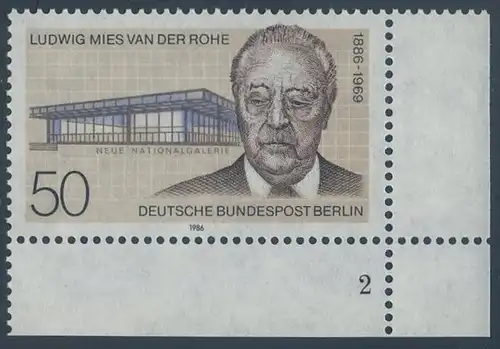 LUDWIG MIES VAN DER ROHE
1886-1969
NEUE NATIONALGALERIE
50
DEUTSCHE BUNDESPOST BERLIN
1986
2